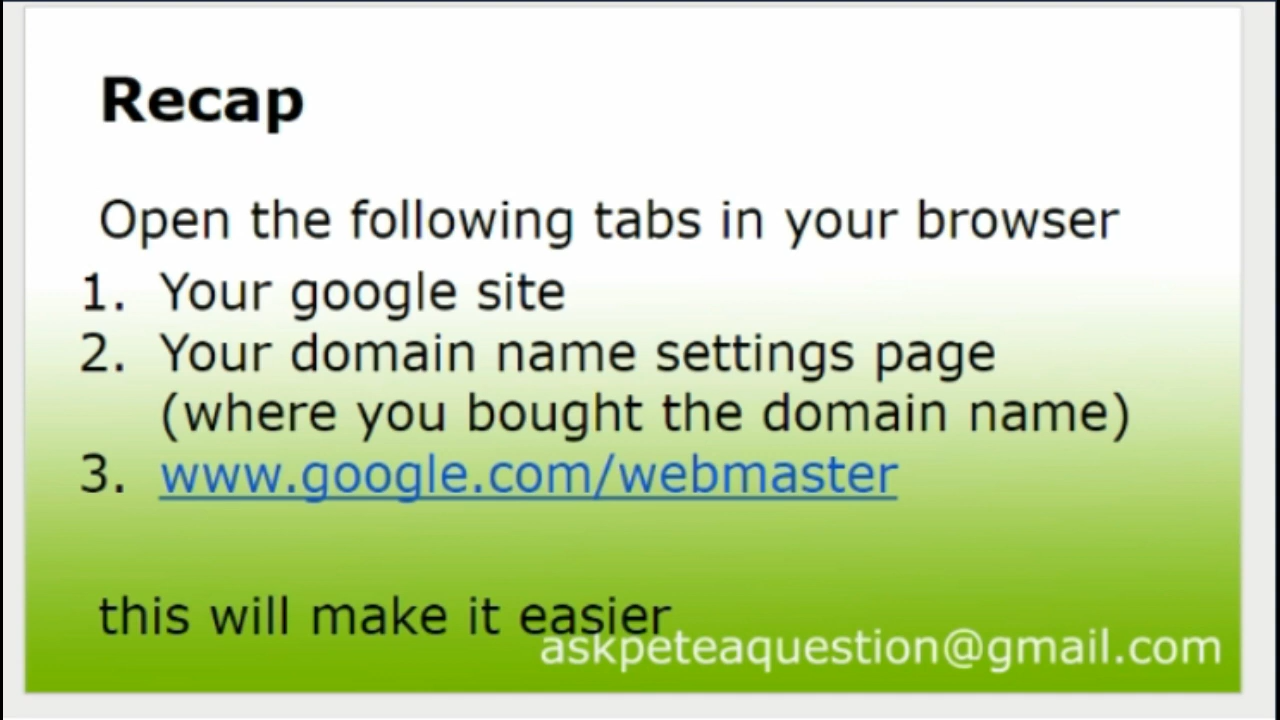 Recap
Open the following tabs in your browser
1. Your google site
2. Your domain name settings page
(where you bought the domain name)
3. www.google.com/webmaster
this will make it easier
askpeteaquestion@gmail.com